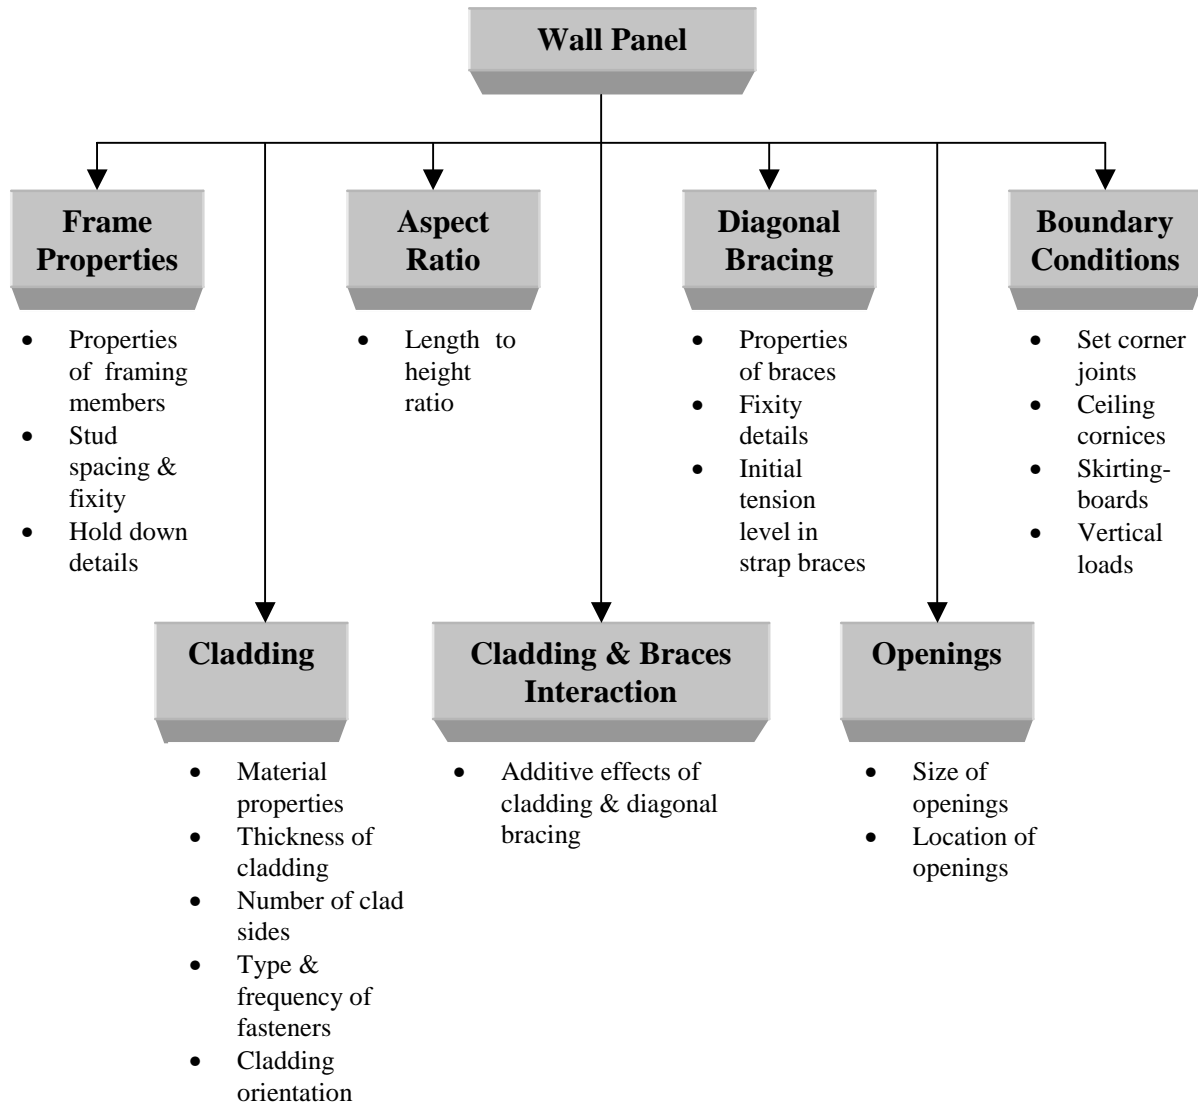 Wall Panel
Frame
Properties
Aspect
Ratio
Diagonal
Bracing
Boundary
Conditions
• Properties
of framing
members
• Stud
spacing &
fixity
• Hold down
details
• Length to
height
ratio
• Properties
of braces
• Fixity
details
• Initial
tension
level in
strap braces
• Set corner
joints
• Ceiling
cornices
• Skirting-
boards
• Vertical
loads
Cladding
Cladding & Braces
Interaction
Openings
• Material
properties
• Thickness of
cladding
• Number of clad
sides
• Type &
frequency of
fasteners
• Cladding
orientation
• Additive effects of
cladding & diagonal
bracing
• Size of
openings
• Location of
openings